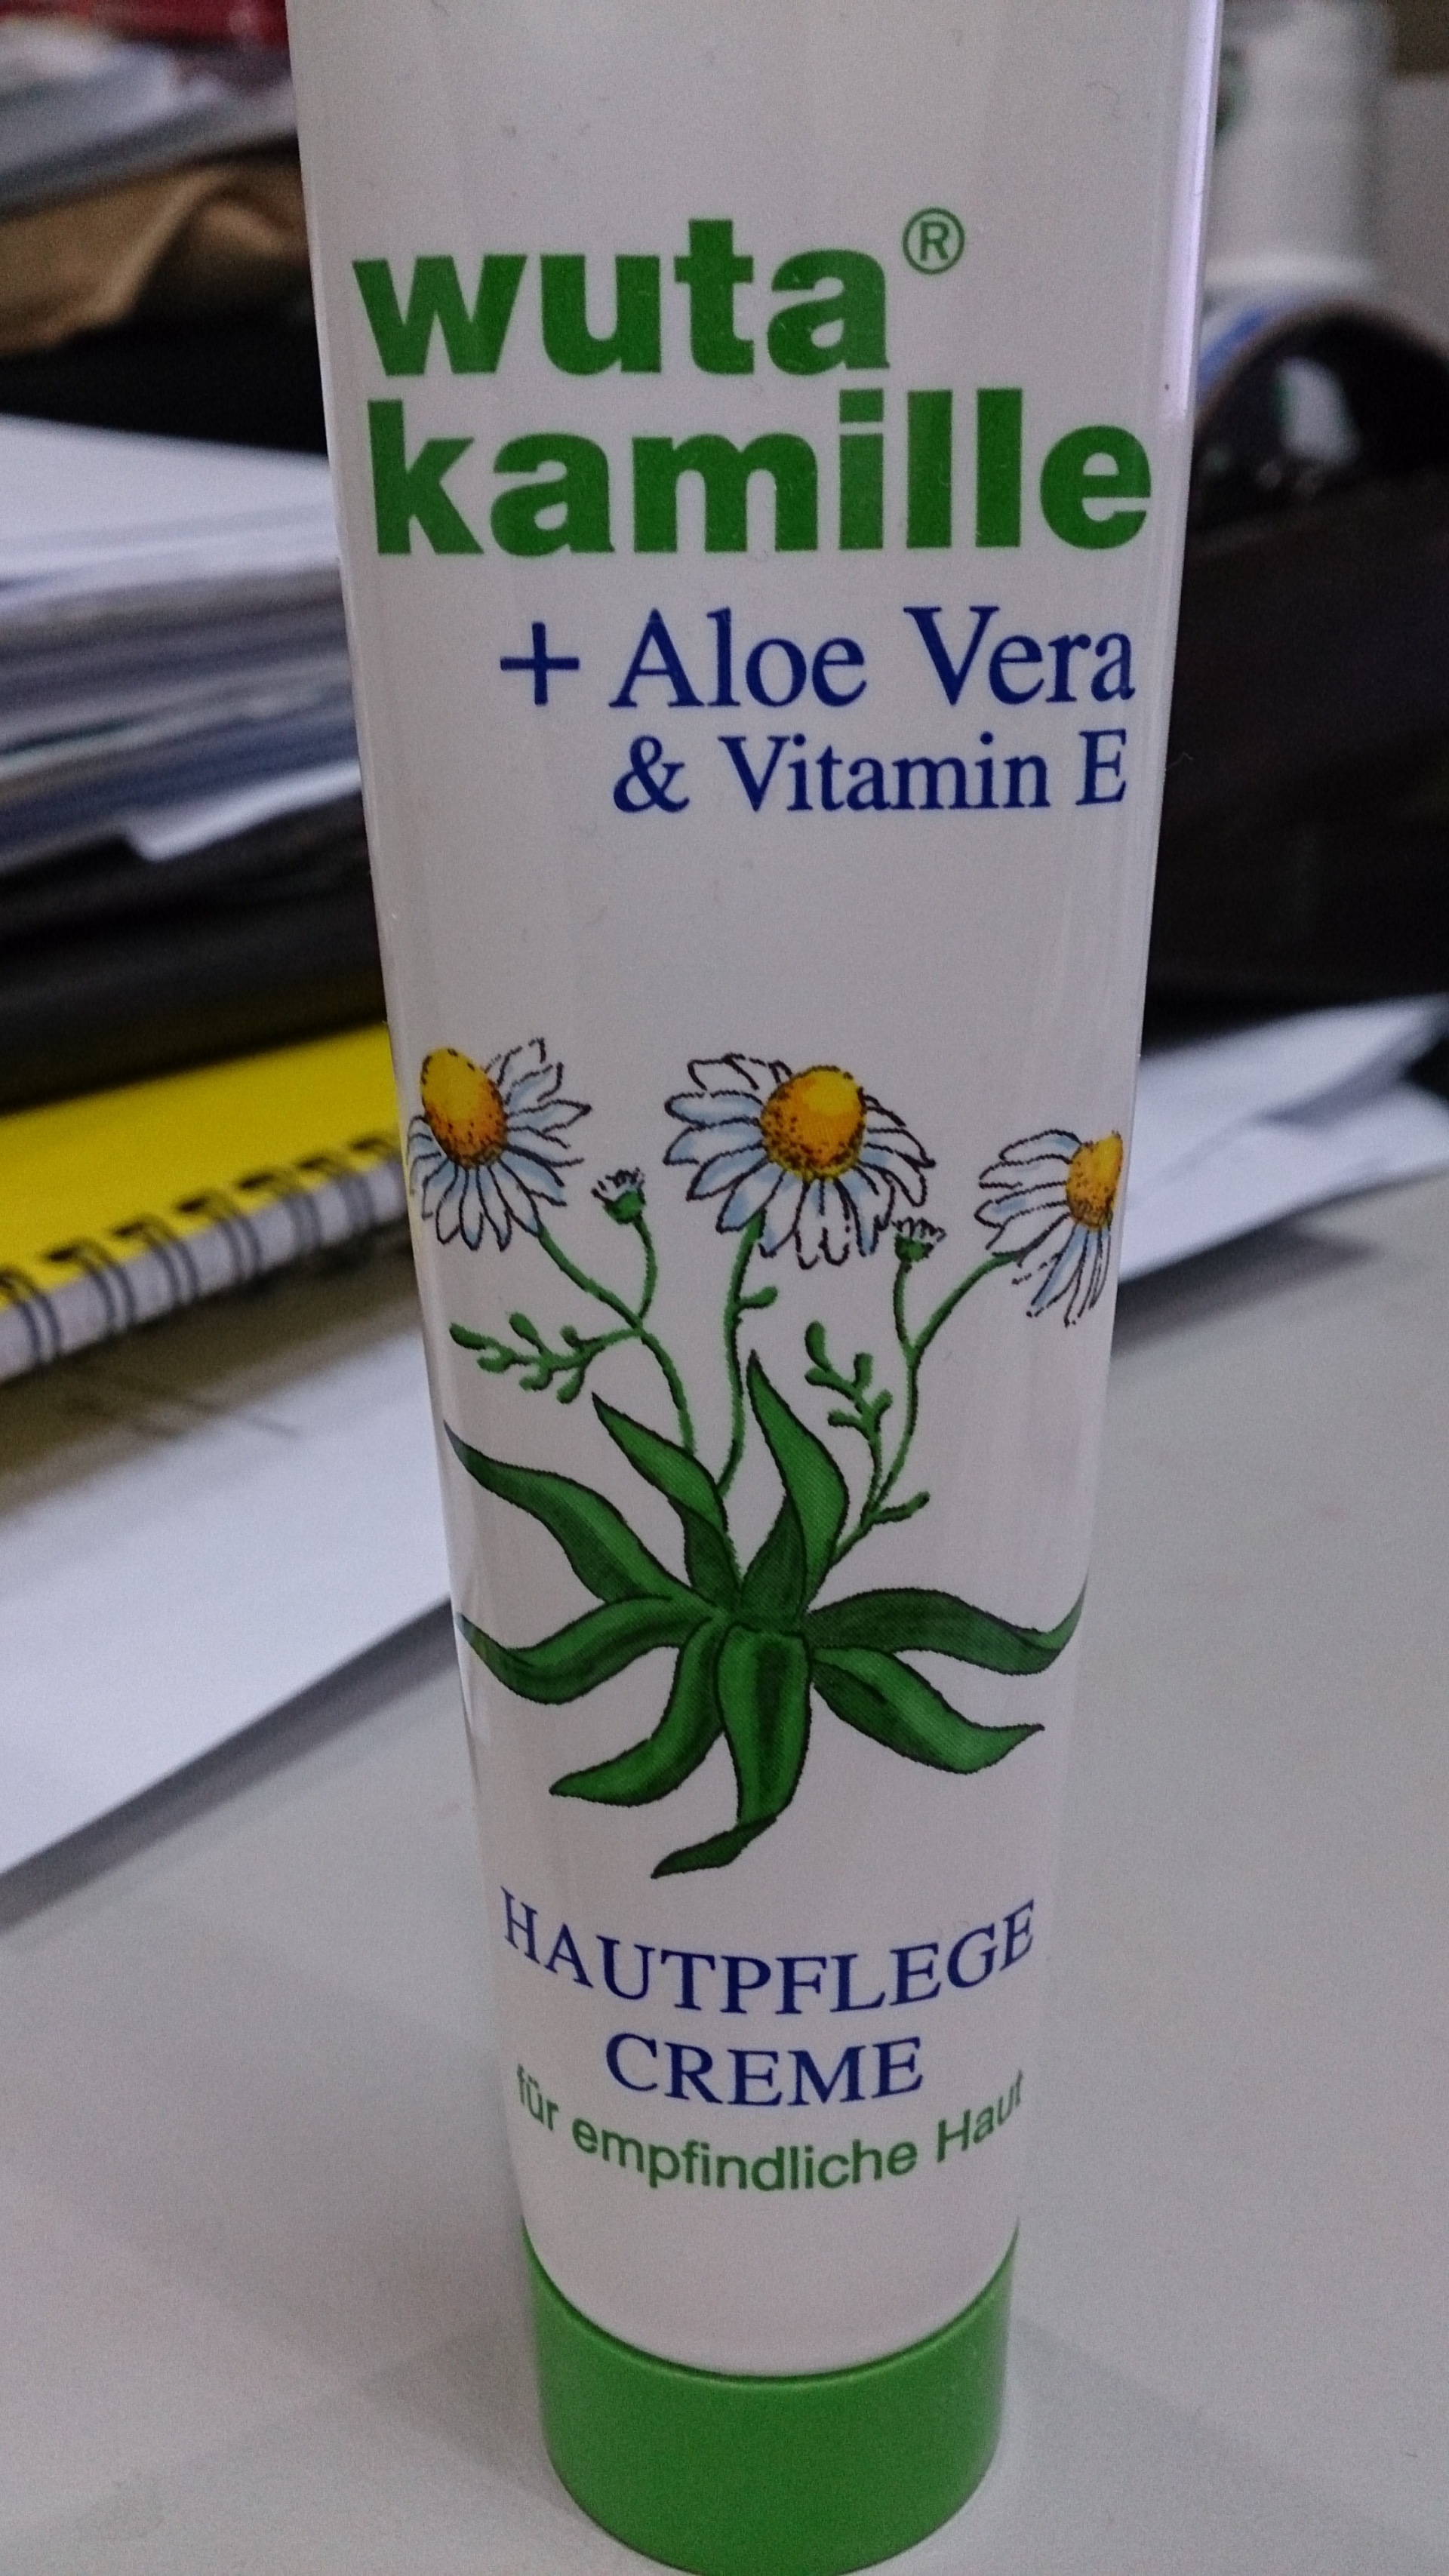 wuta®
kamille
+ Aloe Vera
& Vitamin E
HAUTPFLEGE
CREME
für empfindliche Haut